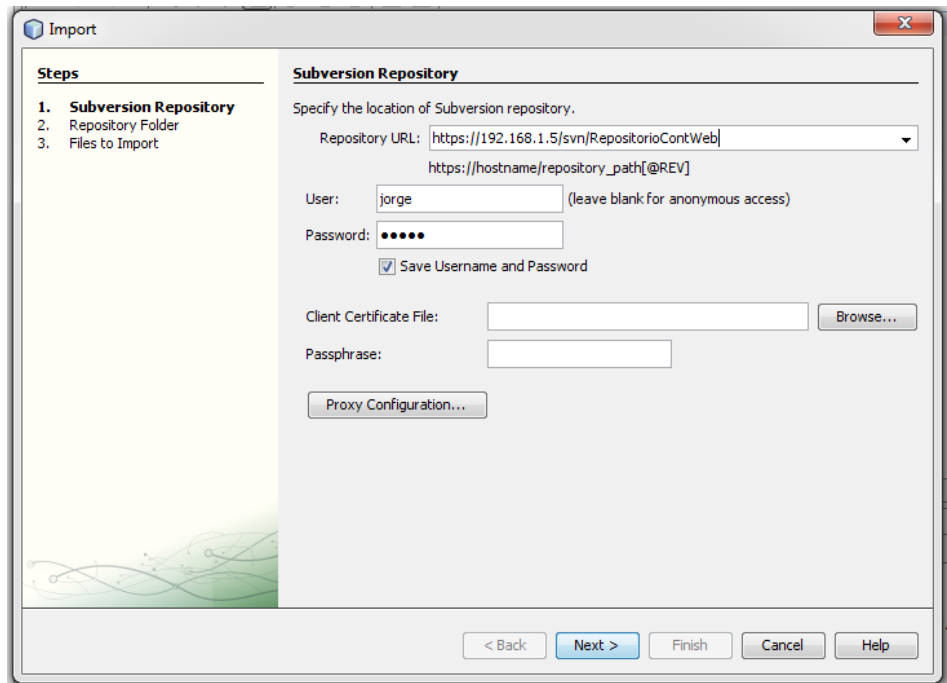 Import
Steps
1. Subversion Repository
2. Repository Folder
3. Files to Import
Subversion Repository
Specify the location of Subversion repository.
Repository URL: https://192.168.1.5/svn/RepositorioContWeb
https://hostname/repository_path[@REV]
User: jorge (leave blank for anonymous access)
Password: •••••
Save Username and Password
Client Certificate File: Browse...
Passphrase:
Proxy Configuration...
< Back Next > Finish Cancel Help